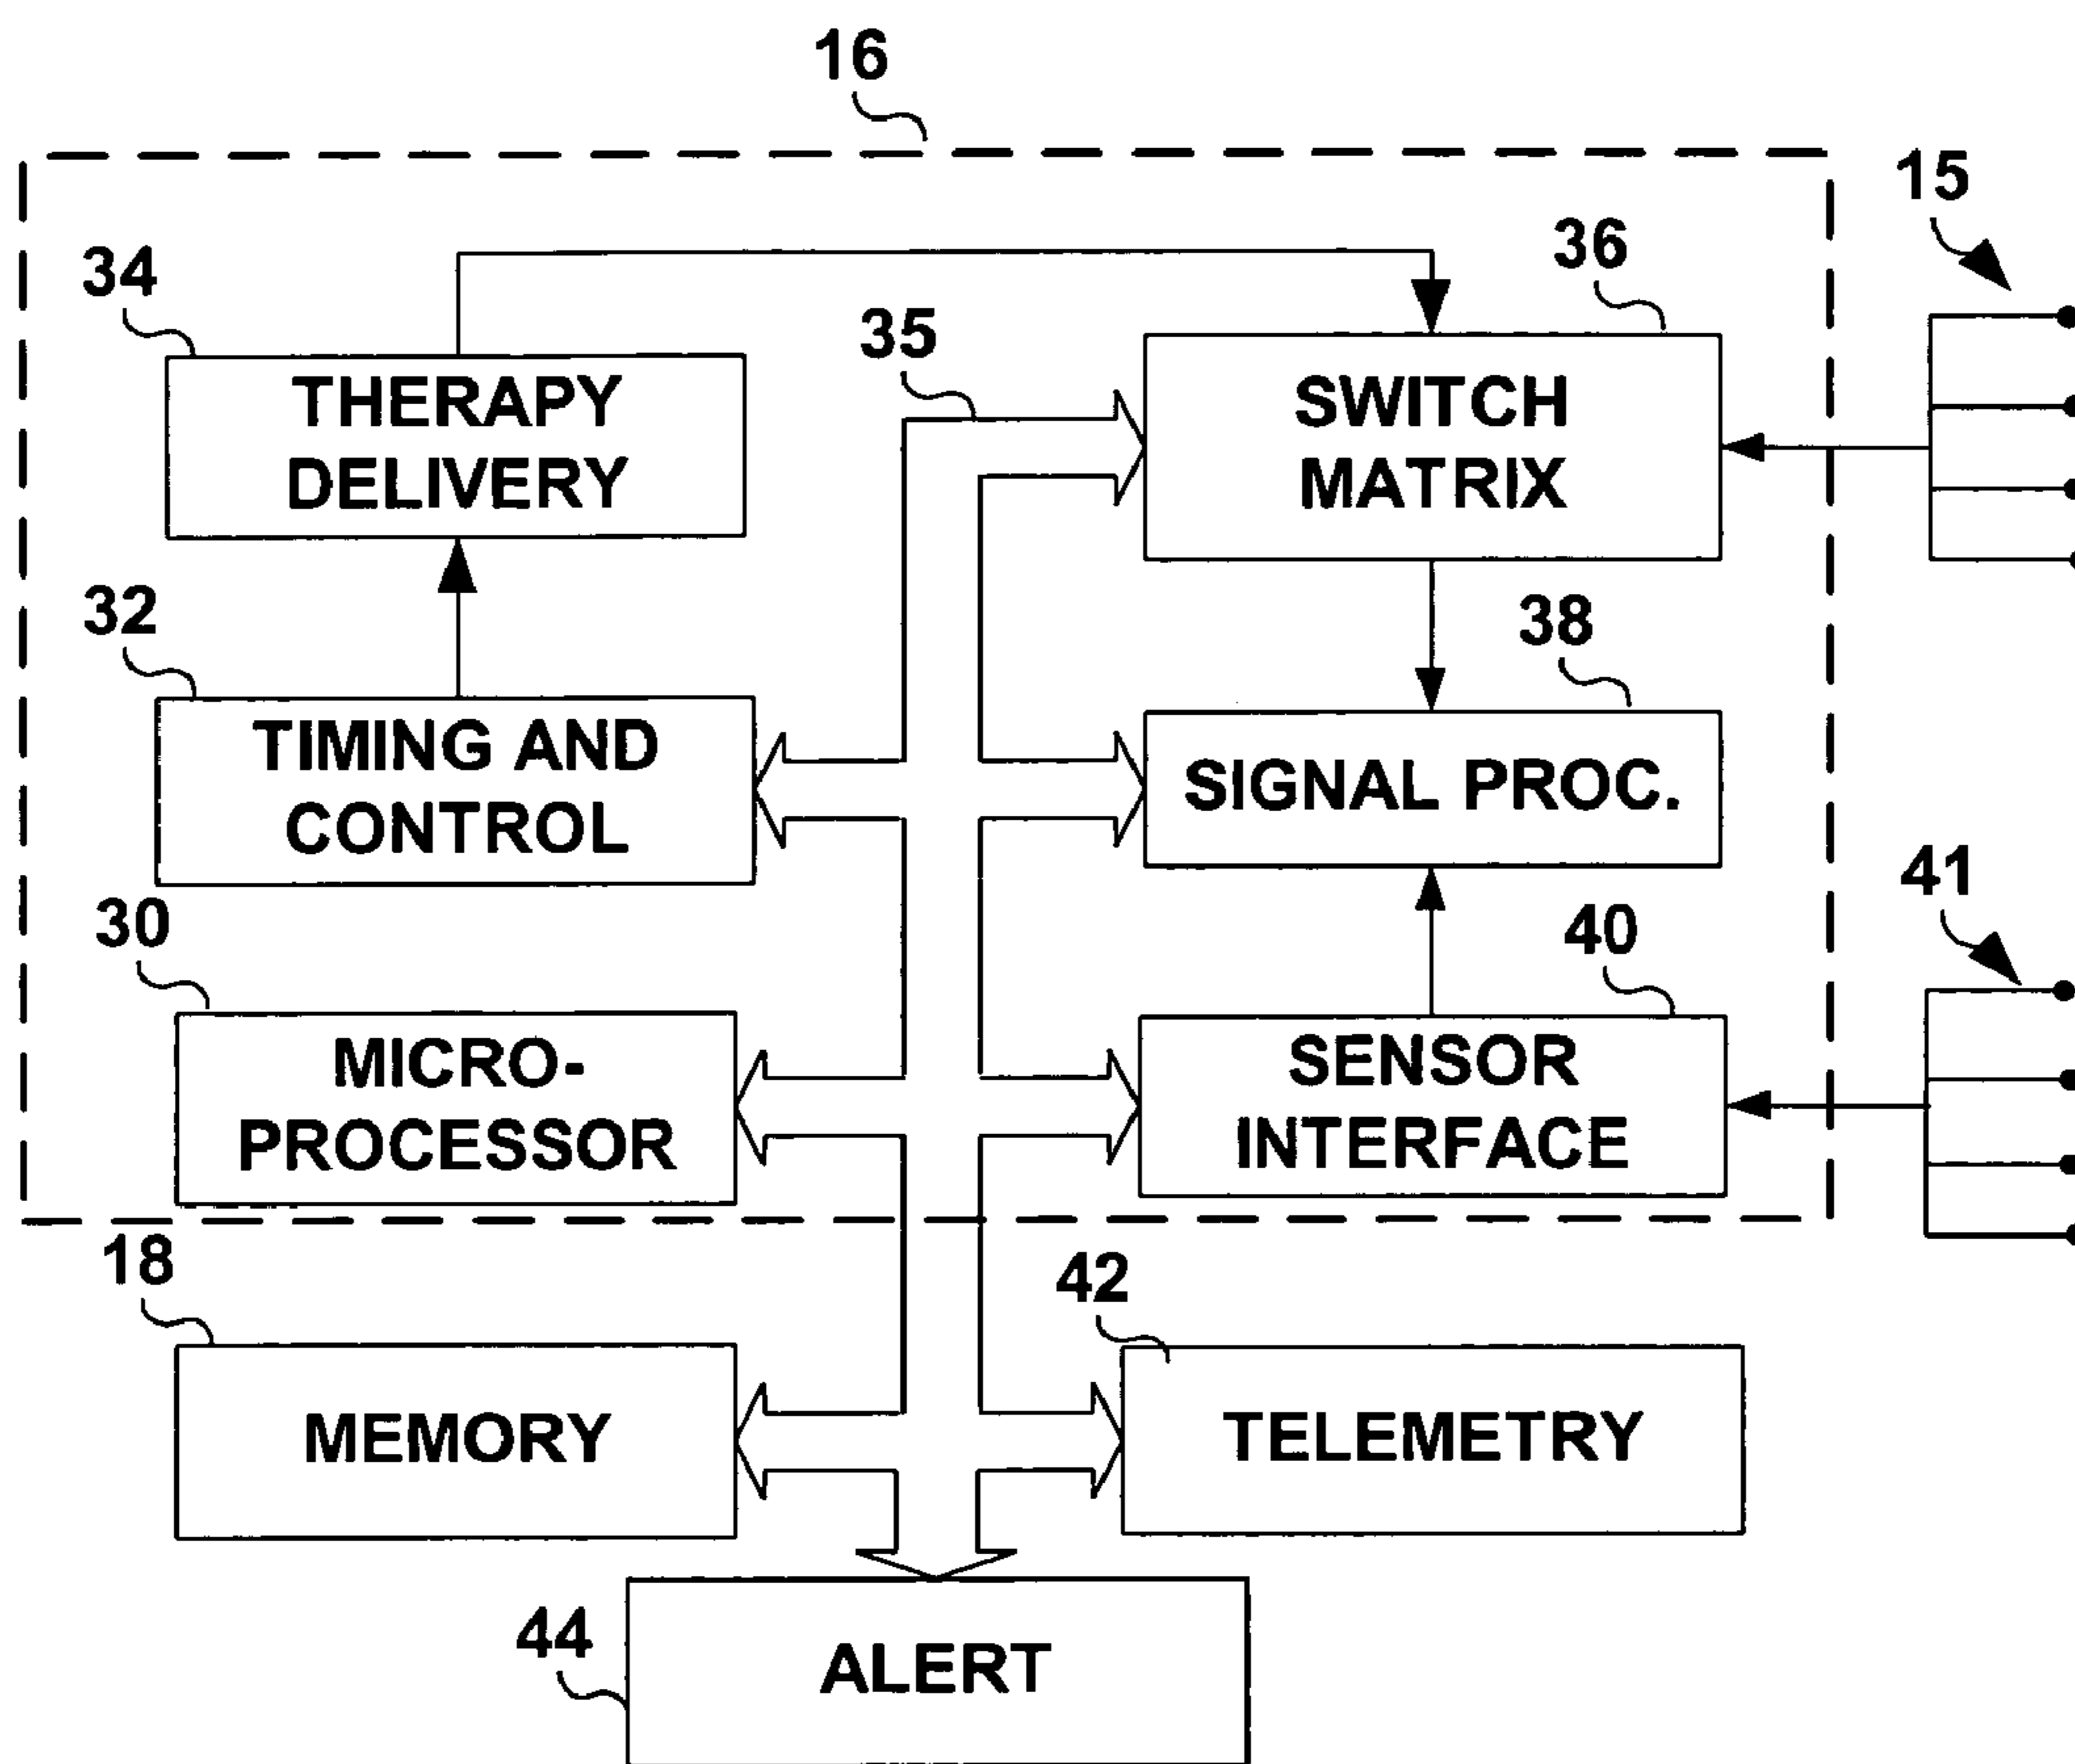 16
15
34
36
35
THERAPY
DELIVERY
SWITCH
MATRIX
32
38
TIMING AND
CONTROL
SIGNAL PROC.
41
30
40
MICRO-
PROCESSOR
SENSOR
INTERFACE
18
42
MEMORY
TELEMETRY
44
ALERT